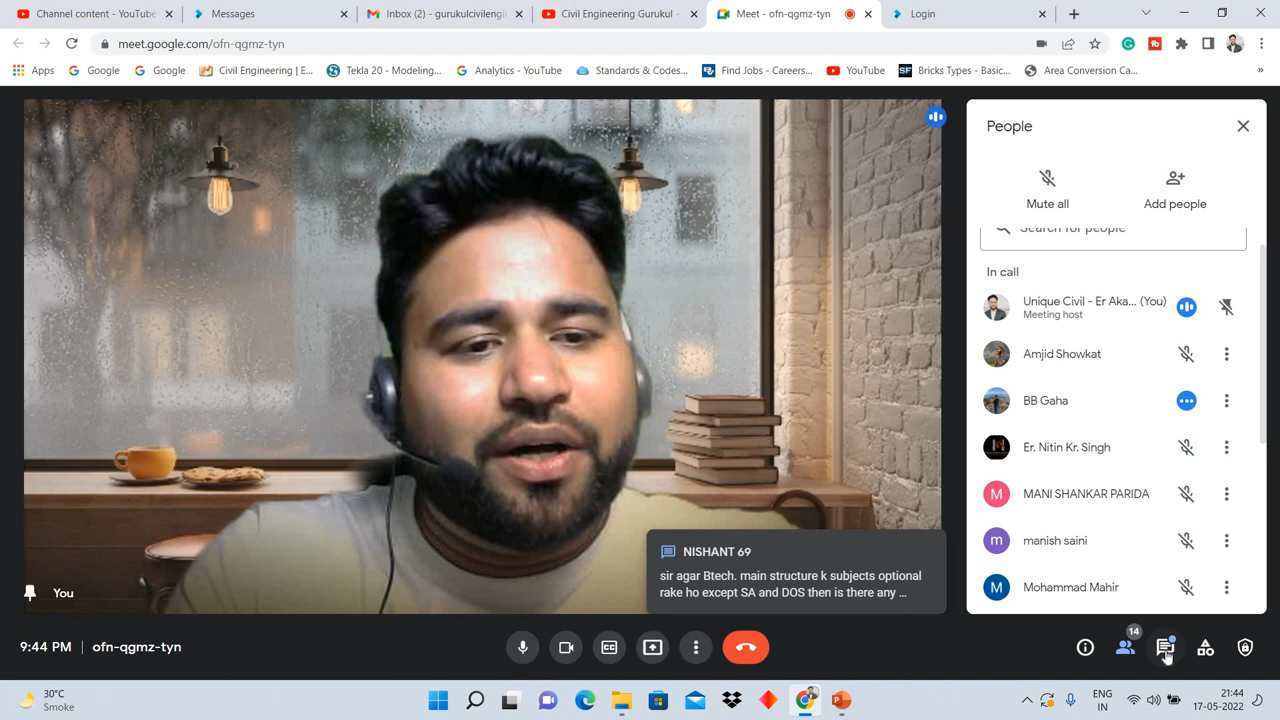 Channel content - YouTube
Messages
Inbox (2) - gurukulcivileng
Civil Engineering Gurukul -
Meet - ofn-qgmz-tyn
Login
meet.google.com/ofn-qgmz-tyn
Apps
Google
Google
Civil Engineering | E...
Tekla 20 - Modeling...
Analytics - YouTube
Standards & Codes...
Find Jobs - Careers...
YouTube
Bricks Types - Basic...
Area Conversion Ca...
»
People
Mute all
Add people
Search for people
In call
Unique Civil - Er Aka... (You)
Meeting host
Amjid Showkat
BB Gaha
Er. Nitin Kr. Singh
M MANI SHANKAR PARIDA
m manish saini
M Mohammad Mahir
NISHANT 69
sir agar Btech. main structure k subjects optional
rake ho except SA and DOS then is there any ...
You
9:44 PM | ofn-qgmz-tyn
14
30°C
Smoke
ENG
IN
21:44
17-05-2022